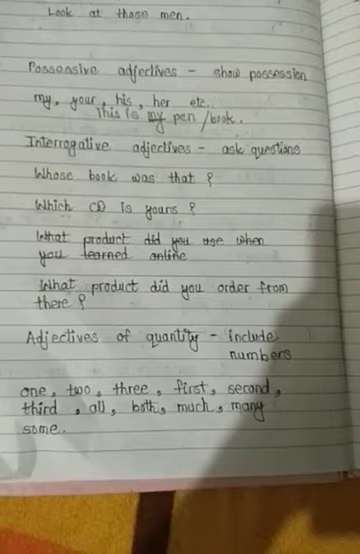 Look at those men.
Possessive adjectives - show possession
my, your, his, her etc.
This is my pen/book.
Interrogative adjectives - ask questions
Whose book was that?
Which CD is yours?
What product did you use when
you learned online
What product did you order from
there?
Adjectives of quantity - include
numbers
one, two, three, first, second,
third, all, both, much, many
some.